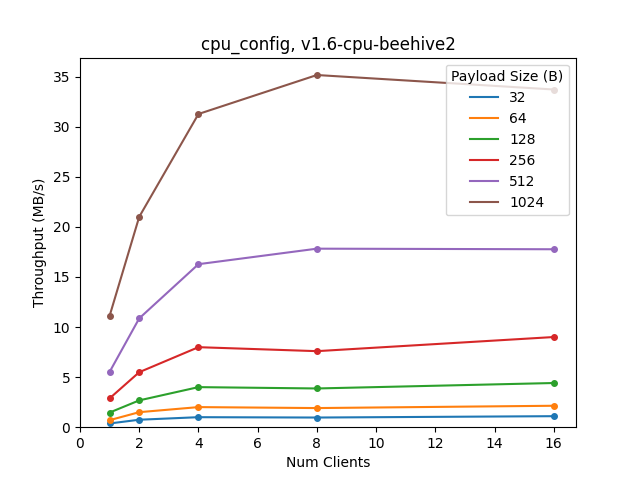 cpu_config, v1.6-cpu-beehive2
Throughput (MB/s)
35
30
25
20
15
10
5
0
Payload Size (B)
32
64
128
256
512
1024
0 2 4 6 8 10 12 14 16
Num Clients